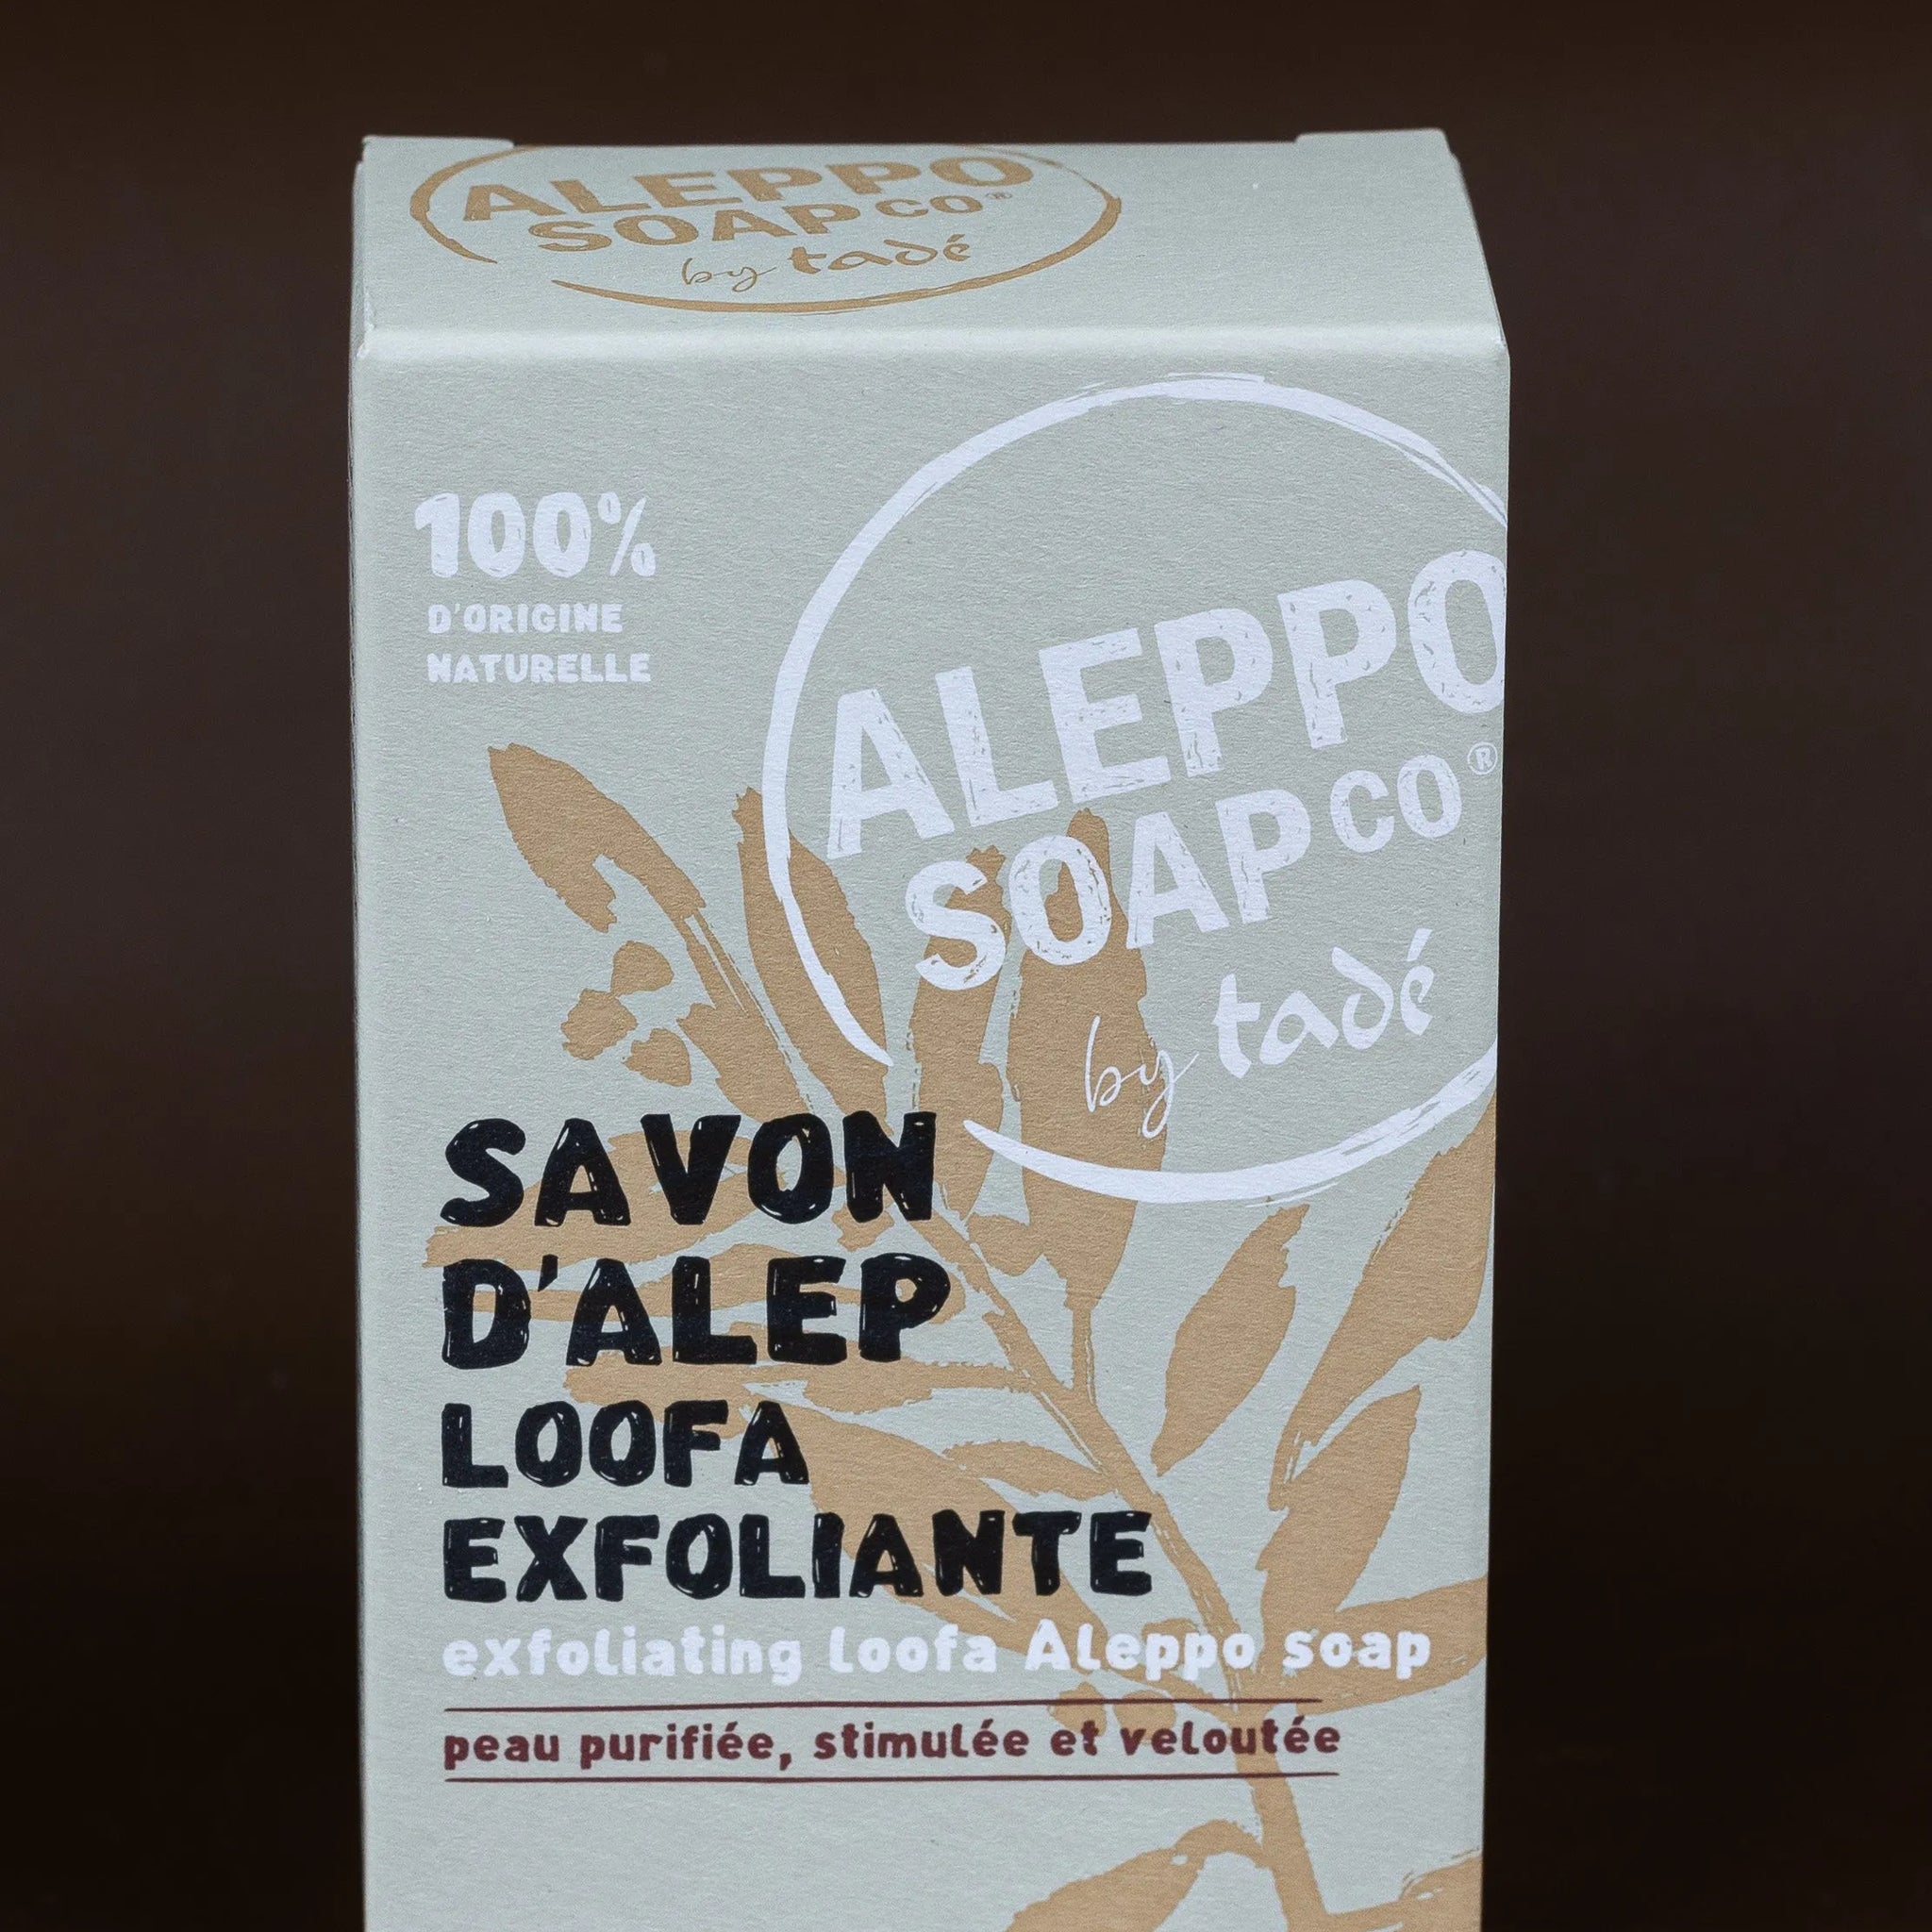 ALEPPO
SOAP CO®
by tadé
100%
D'ORIGINE
NATURELLE
ALEPPO
SOAP CO®
by tadé
SAVON
D'ALEP
LOOFA
EXFOLIANTE
exfoliating loofa Aleppo soap
peau purifiée, stimulée et veloutée